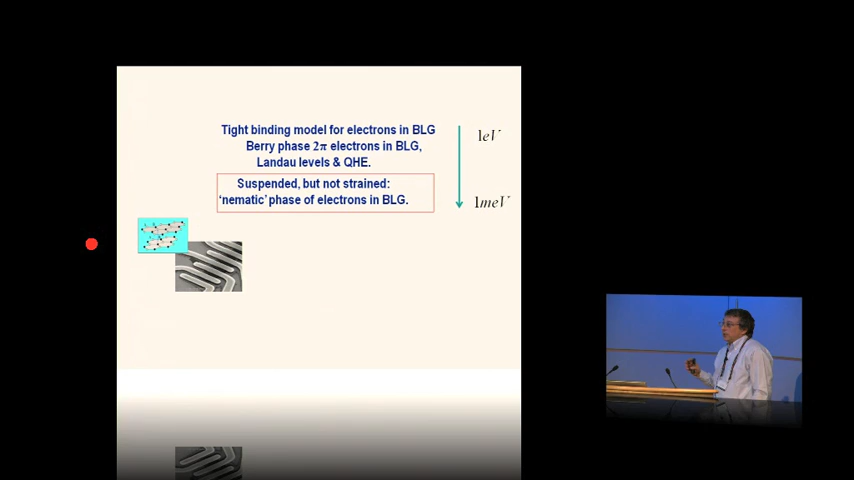 Tight binding model for electrons in BLG
Berry phase 2π electrons in BLG,
Landau levels & QHE.
Suspended, but not strained:
'nematic' phase of electrons in BLG.
1eV
1meV